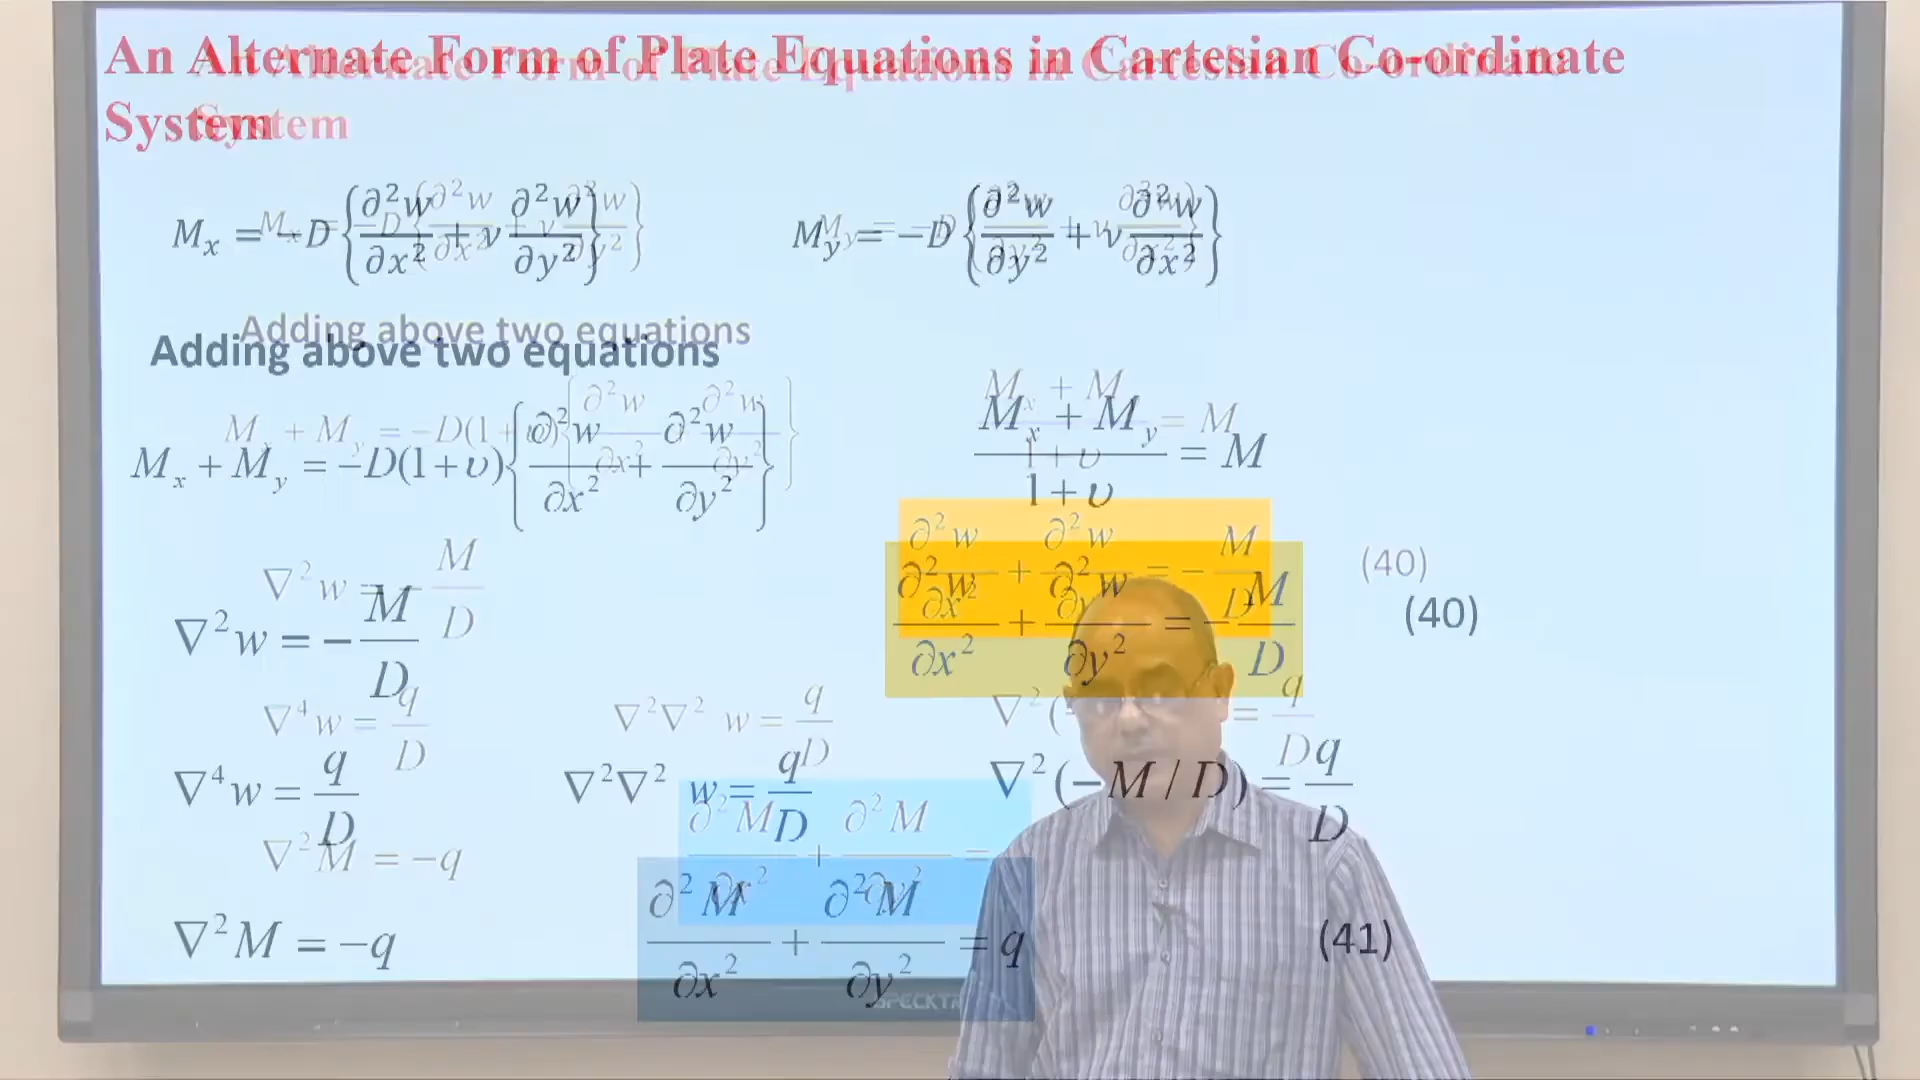 An Alternate Form of Plate Equations in Cartesian Co-ordinate
System
M_x = -D {∂²w/∂x² + ν ∂²w/∂y²}
M_y = -D {∂²w/∂y² + ν ∂²w/∂x²}
Adding above two equations
M_x + M_y = -D(1+υ) {∂²w/∂x² + ∂²w/∂y²}
(M_x + M_y)/(1+υ) = M
∇²w = -M/D
∂²w/∂x² + ∂²w/∂y² = -M/D
(40)
∇⁴w = q/D
∇²∇² w = q/D
∇²(-M / D) = q/D
∇²M = -q
∂²M/∂x² + ∂²M/∂y² = q
(41)